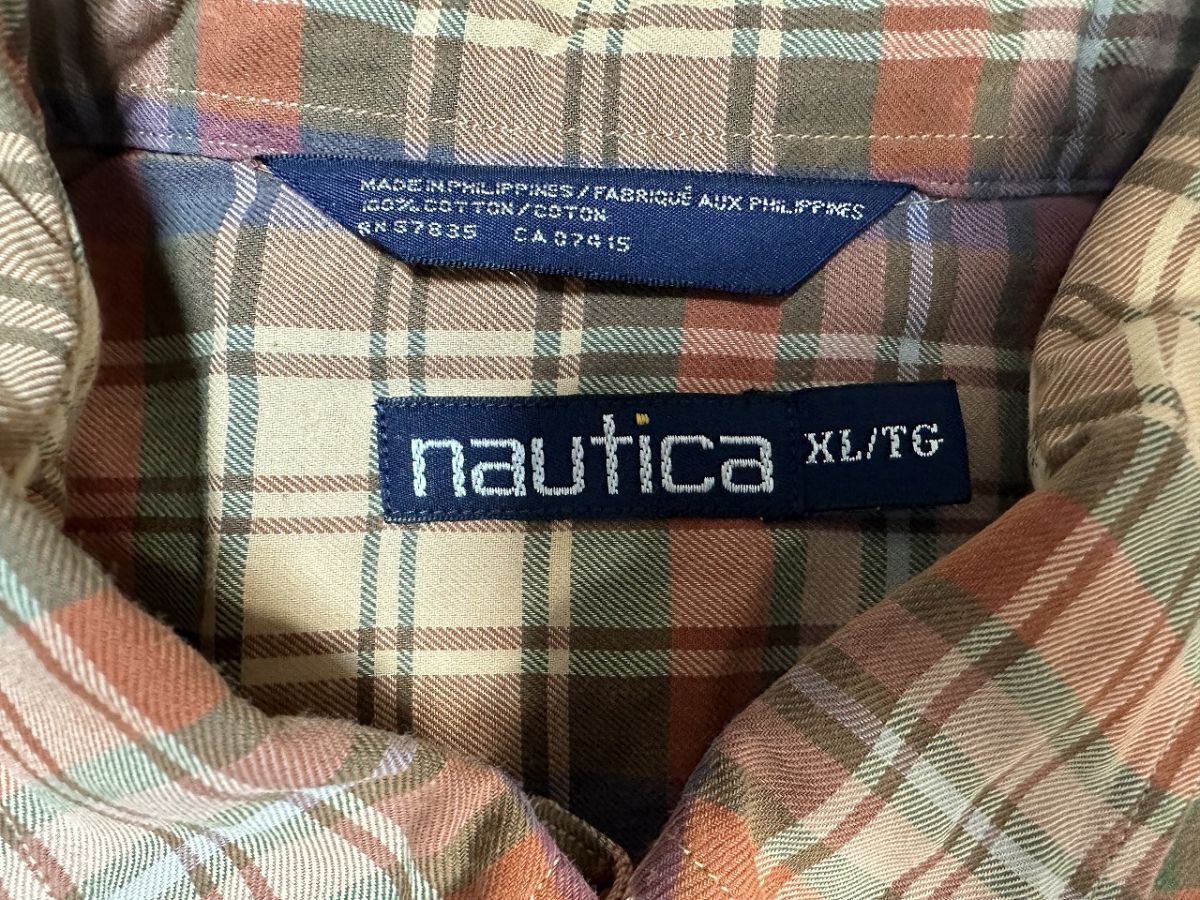 MADE IN PHILIPPINES / FABRIQUÉ AUX PHILIPPINES
100% COTTON / COTON
RN 57835 CA 07415
nautica XL/TG